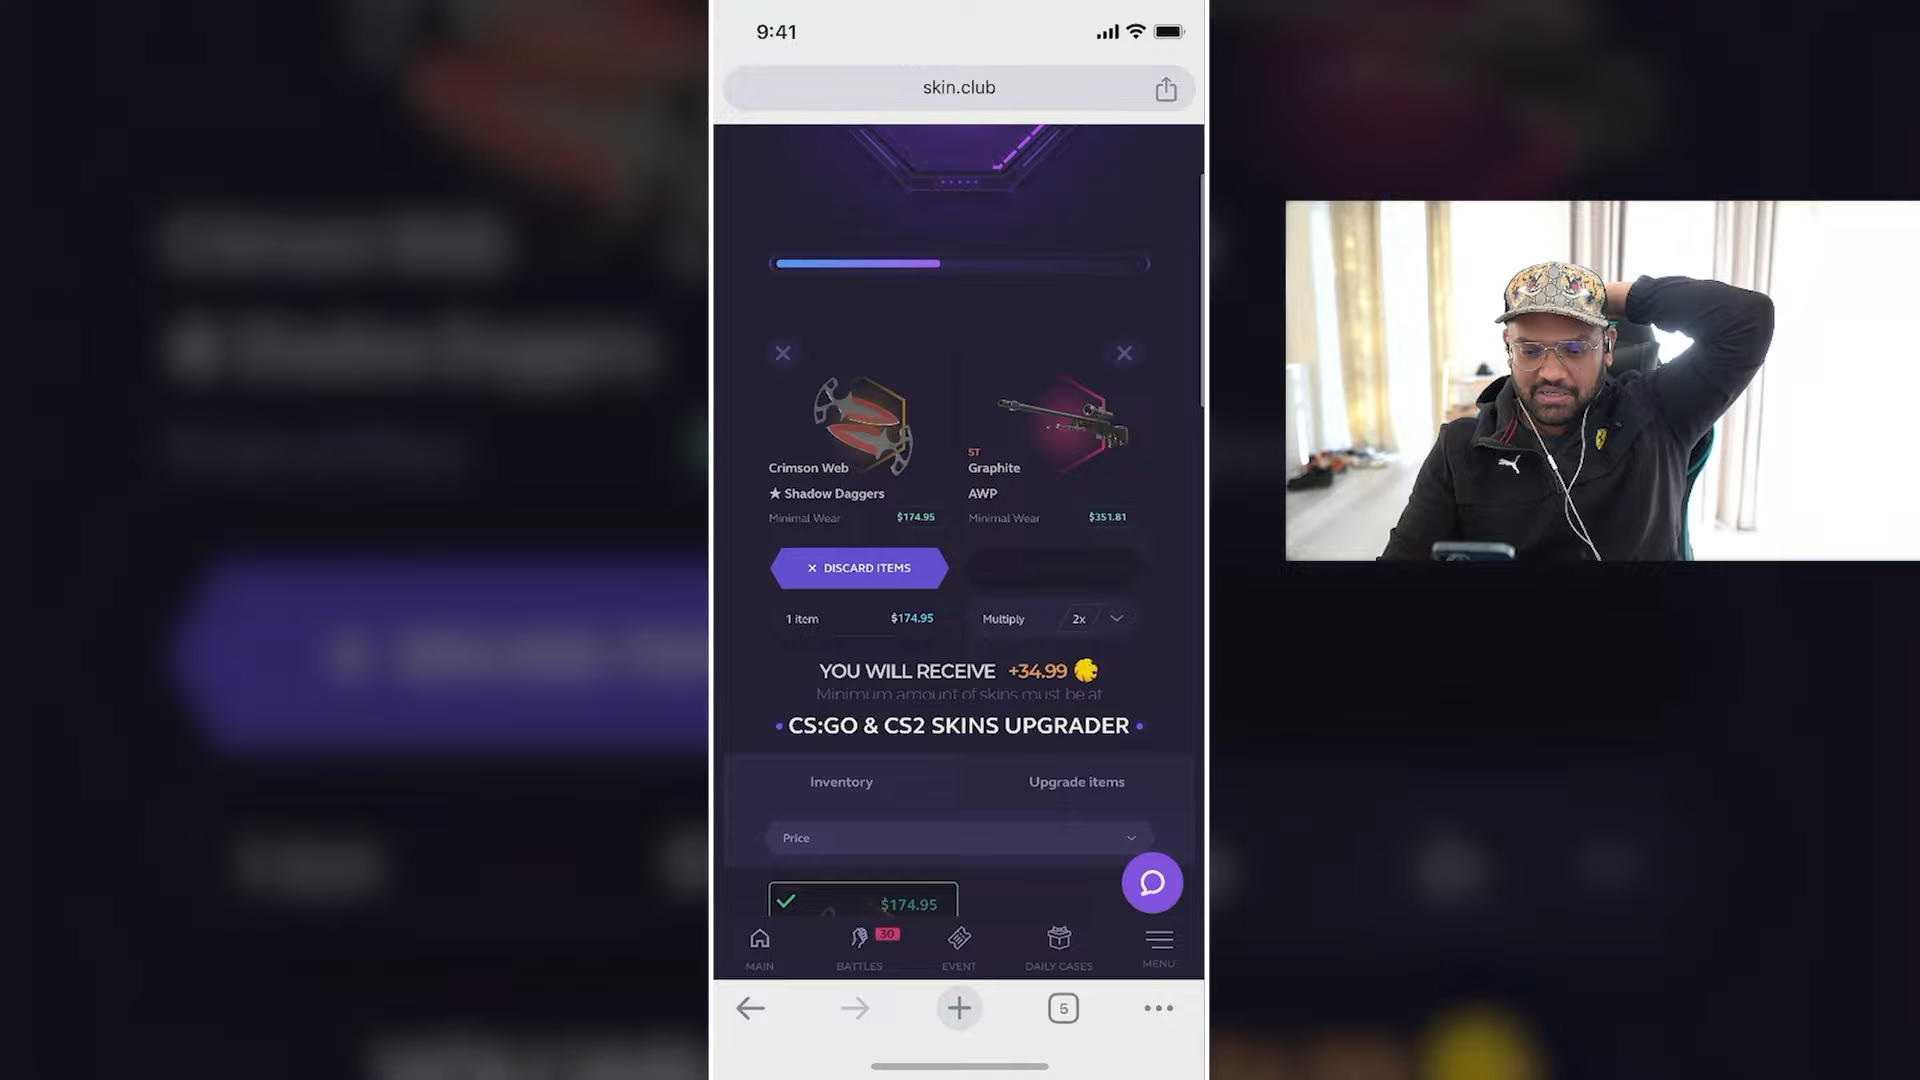 9:41
skin.club
ST
Crimson Web
Graphite
★ Shadow Daggers
AWP
Minimal Wear $174.95
Minimal Wear $351.81
× DISCARD ITEMS
1 item $174.95
Multiply 2x
YOU WILL RECEIVE +34.99
Minimum amount of skins must be at
• CS:GO & CS2 SKINS UPGRADER •
Inventory
Upgrade items
Price
$174.95
30
MAIN
BATTLES
EVENT
DAILY CASES
MENU
5